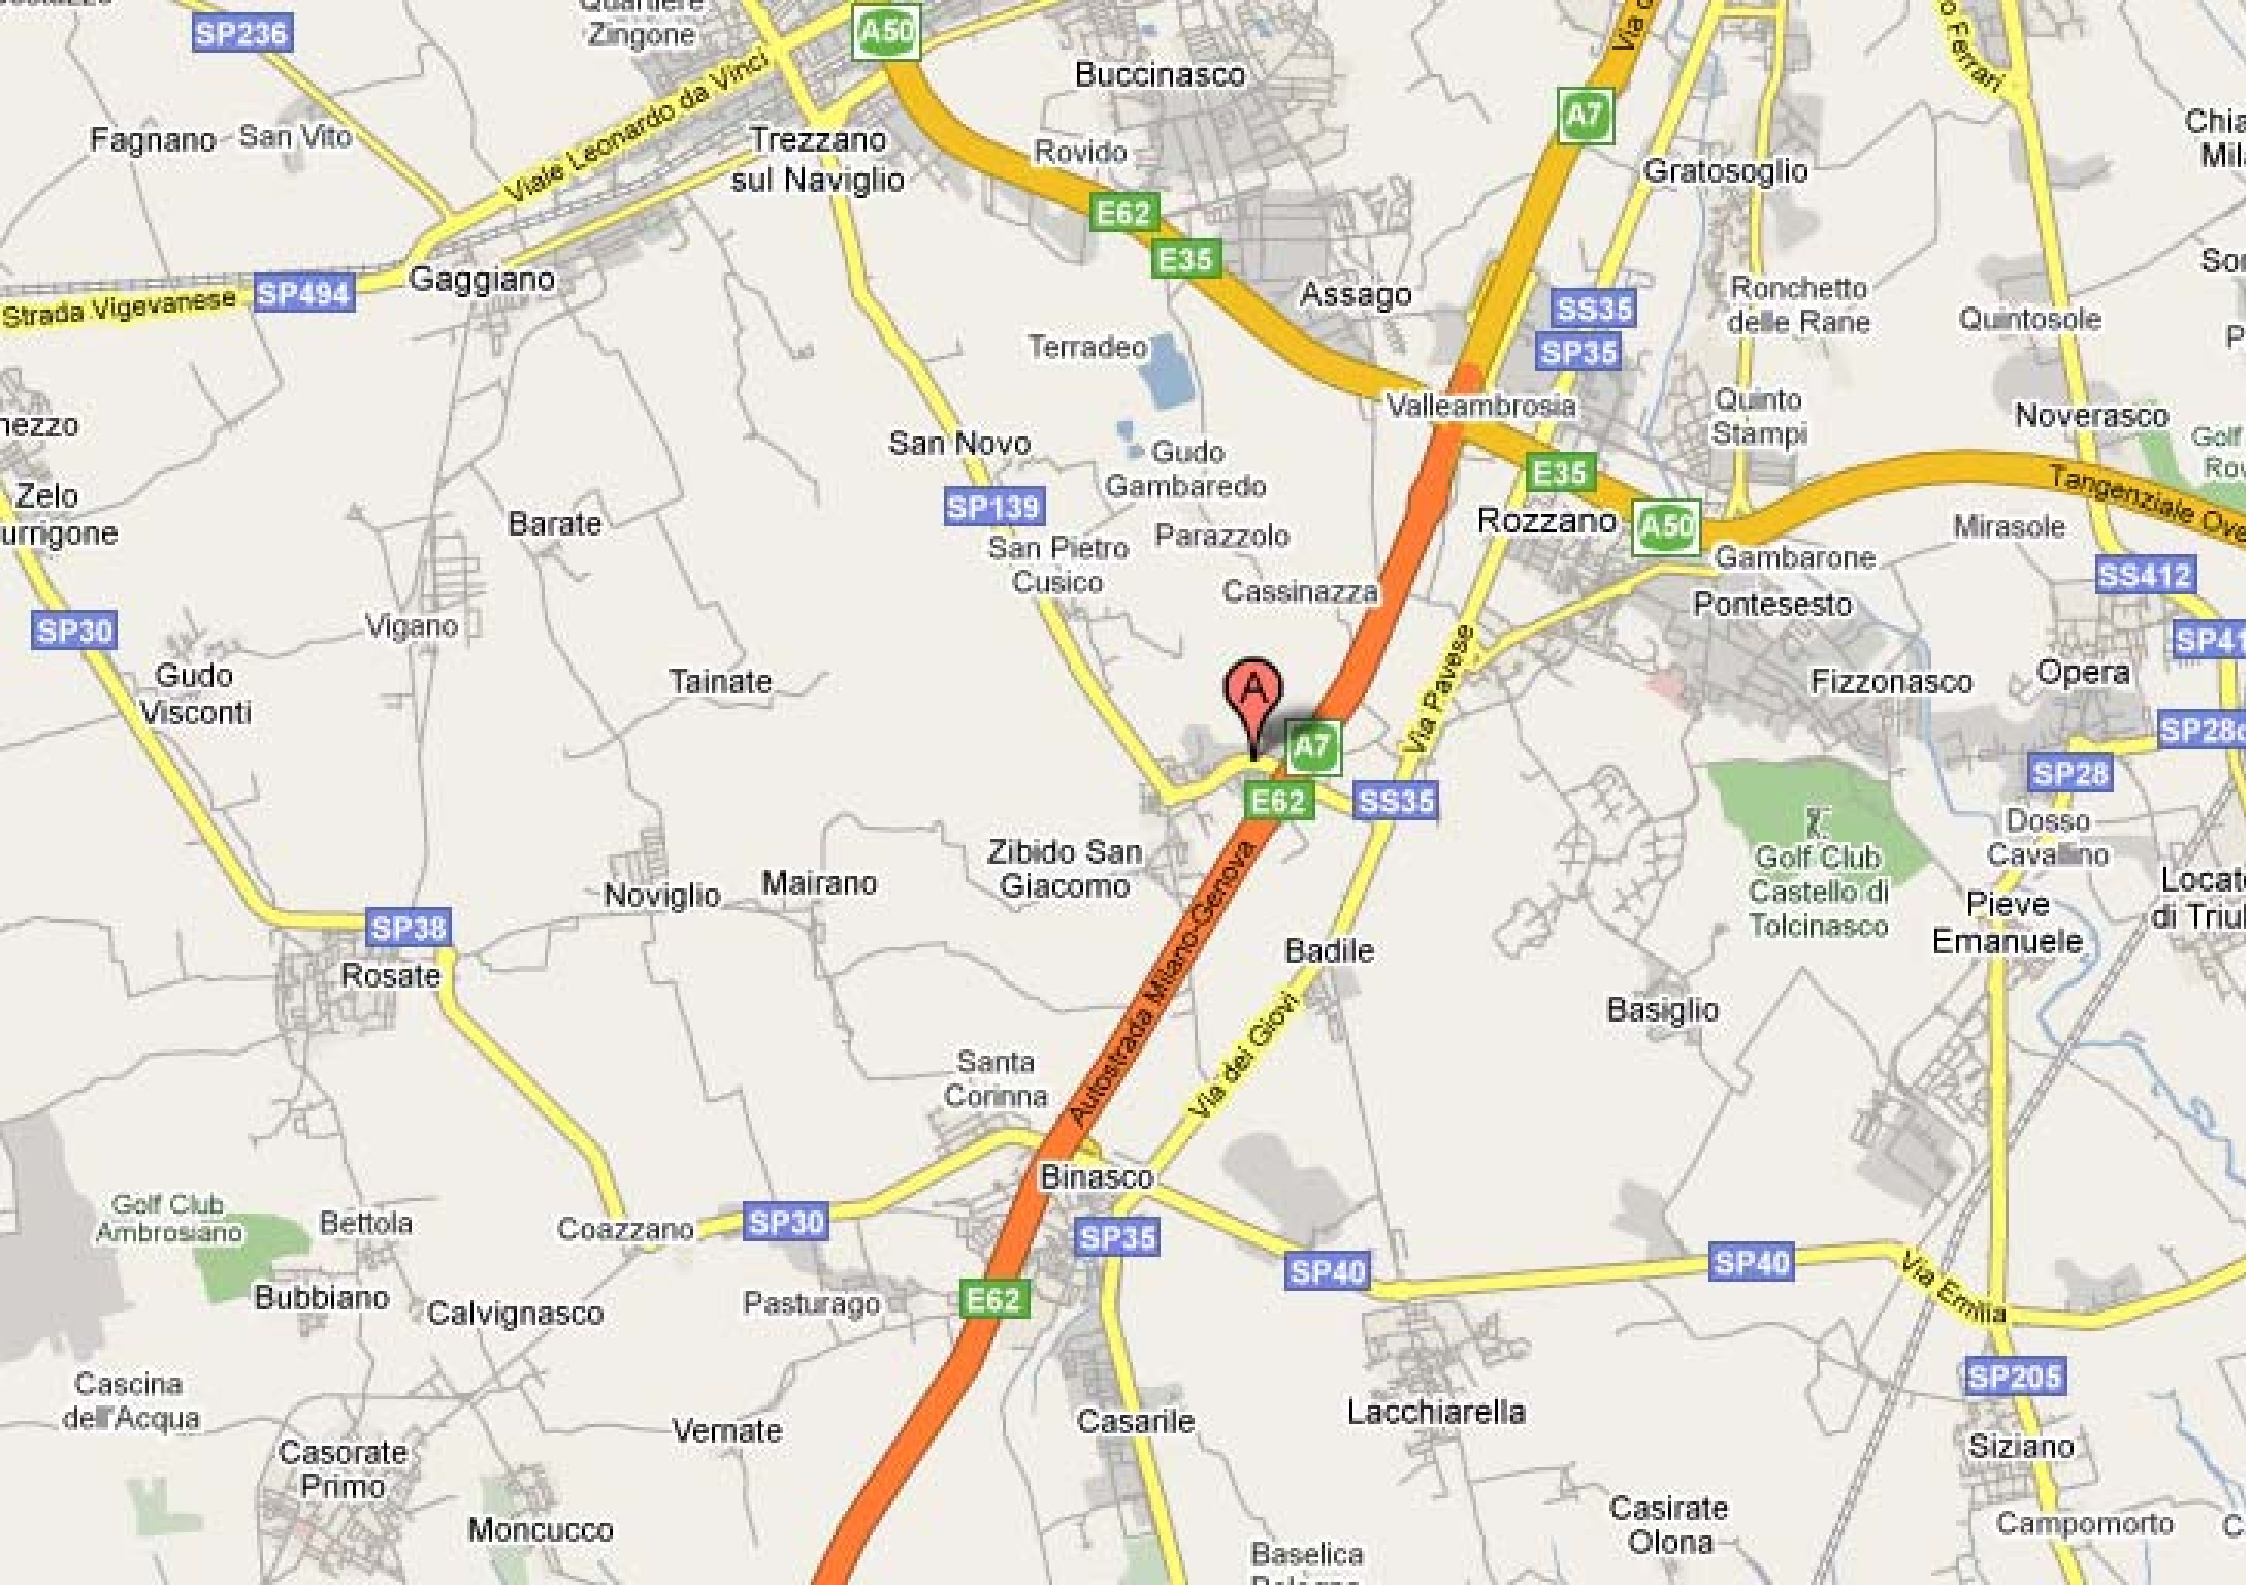 Quartiere
Zingone
SP236
A50
Buccinasco
A7
Via
Viale Leonardo da Vinci
Fagnano
San Vito
Trezzano
sul Naviglio
Rovido
Gratosoglio
E62
E35
Strada Vigevanese
SP494
Gaggiano
Assago
SS35
SP35
Ronchetto
delle Rane
Quintosole
Terradeo
Valleambrosia
Quinto
Stampi
Noverasco
Golf
San Novo
Gudo
Gambaredo
SP139
E35
Tangenziale
Zelo
Barate
San Pietro
Cusico
Parazzolo
Rozzano
A50
Mirasole
Gambarone
Cassinazza
Pontesesto
SS412
SP30
Vigano
Gudo
Visconti
Tainate
A
Via Pavese
Fizzonasco
Opera
A7
E62
SS35
SP28
Zibido San
Giacomo
Golf Club
Castello di
Tolcinasco
Dosso
Cavallino
Noviglio
Mairano
Autostrada Milano-Genova
Pieve
Emanuele
SP38
Rosate
Badile
Basiglio
Via dei Giovi
Santa
Corinna
Binasco
Golf Club
Ambrosiano
Bettola
Coazzano
SP30
SP35
SP40
SP40
Via Emilia
Bubbiano
Calvignasco
Pasturago
E62
SP205
Cascina
dell'Acqua
Vernate
Casarile
Lacchiarella
Siziano
Casorate
Primo
Moncucco
Casirate
Olona
Campomorto
Baselica